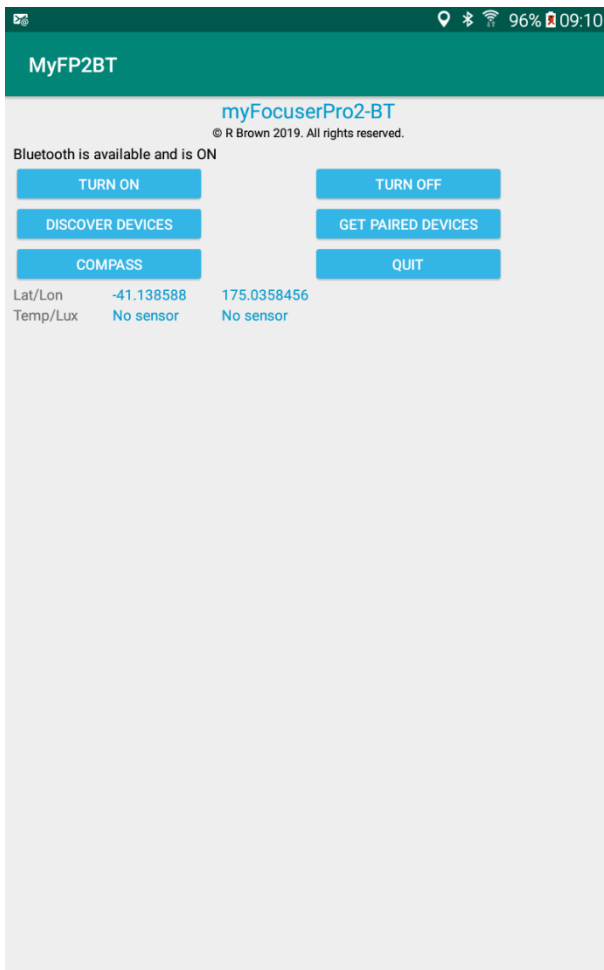 96% 09:10
MyFP2BT
myFocuserPro2-BT
© R Brown 2019. All rights reserved.
Bluetooth is available and is ON
TURN ON TURN OFF
DISCOVER DEVICES GET PAIRED DEVICES
COMPASS QUIT
Lat/Lon -41.138588 175.0358456
Temp/Lux No sensor No sensor